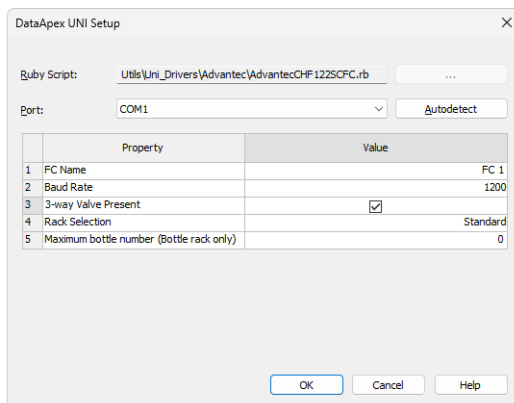 DataApex UNI Setup
Ruby Script: Utils\Uni_Drivers\Advantec\AdvantecCHF122SCFC.rb ...
Port: COM1 Autodetect
Property Value
1 FC Name FC 1
2 Baud Rate 1200
3 3-way Valve Present
4 Rack Selection Standard
5 Maximum bottle number (Bottle rack only) 0
OK Cancel Help